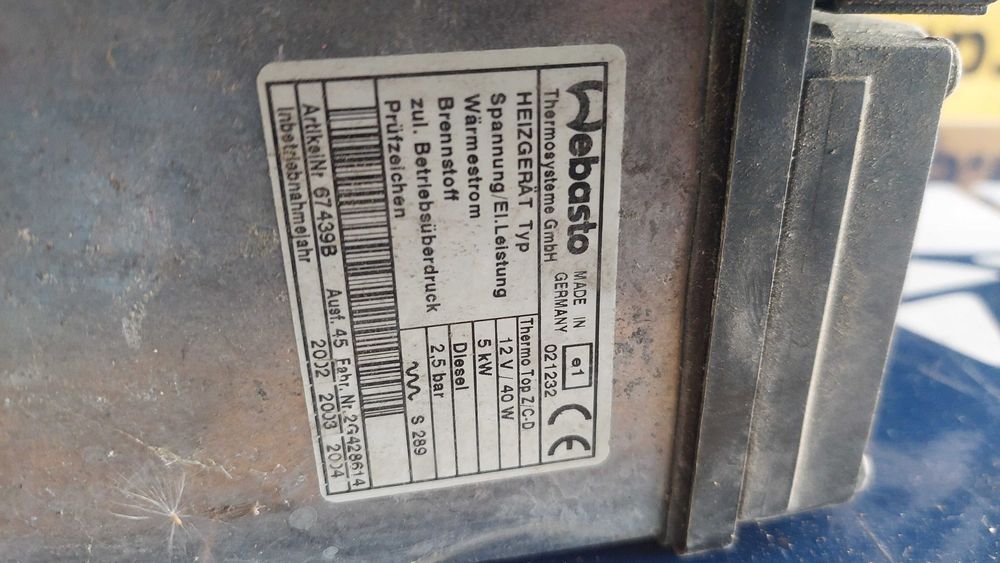 Webasto
MADE IN
GERMANY
e1
021232
CE
Thermosysteme GmbH
HEIZGERÄT Typ Thermo Top Z/C-D
Spannung/El.Leistung 12 V / 40 W
Wärmestrom 5 kW
Brennstoff Diesel
zul. Betriebsüberdruck 2,5 bar
Prüfzeichen S 289
ArtikelNr 67439B Ausf. 45 Fabr. Nr. 2G428614
Inbetriebnahmejahr 2002 2003 2004